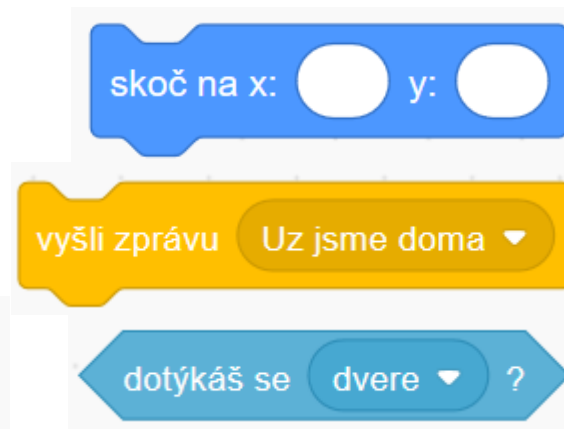 skoč na x: y:
vyšli zprávu Uz jsme doma
dotýkáš se dvere ?